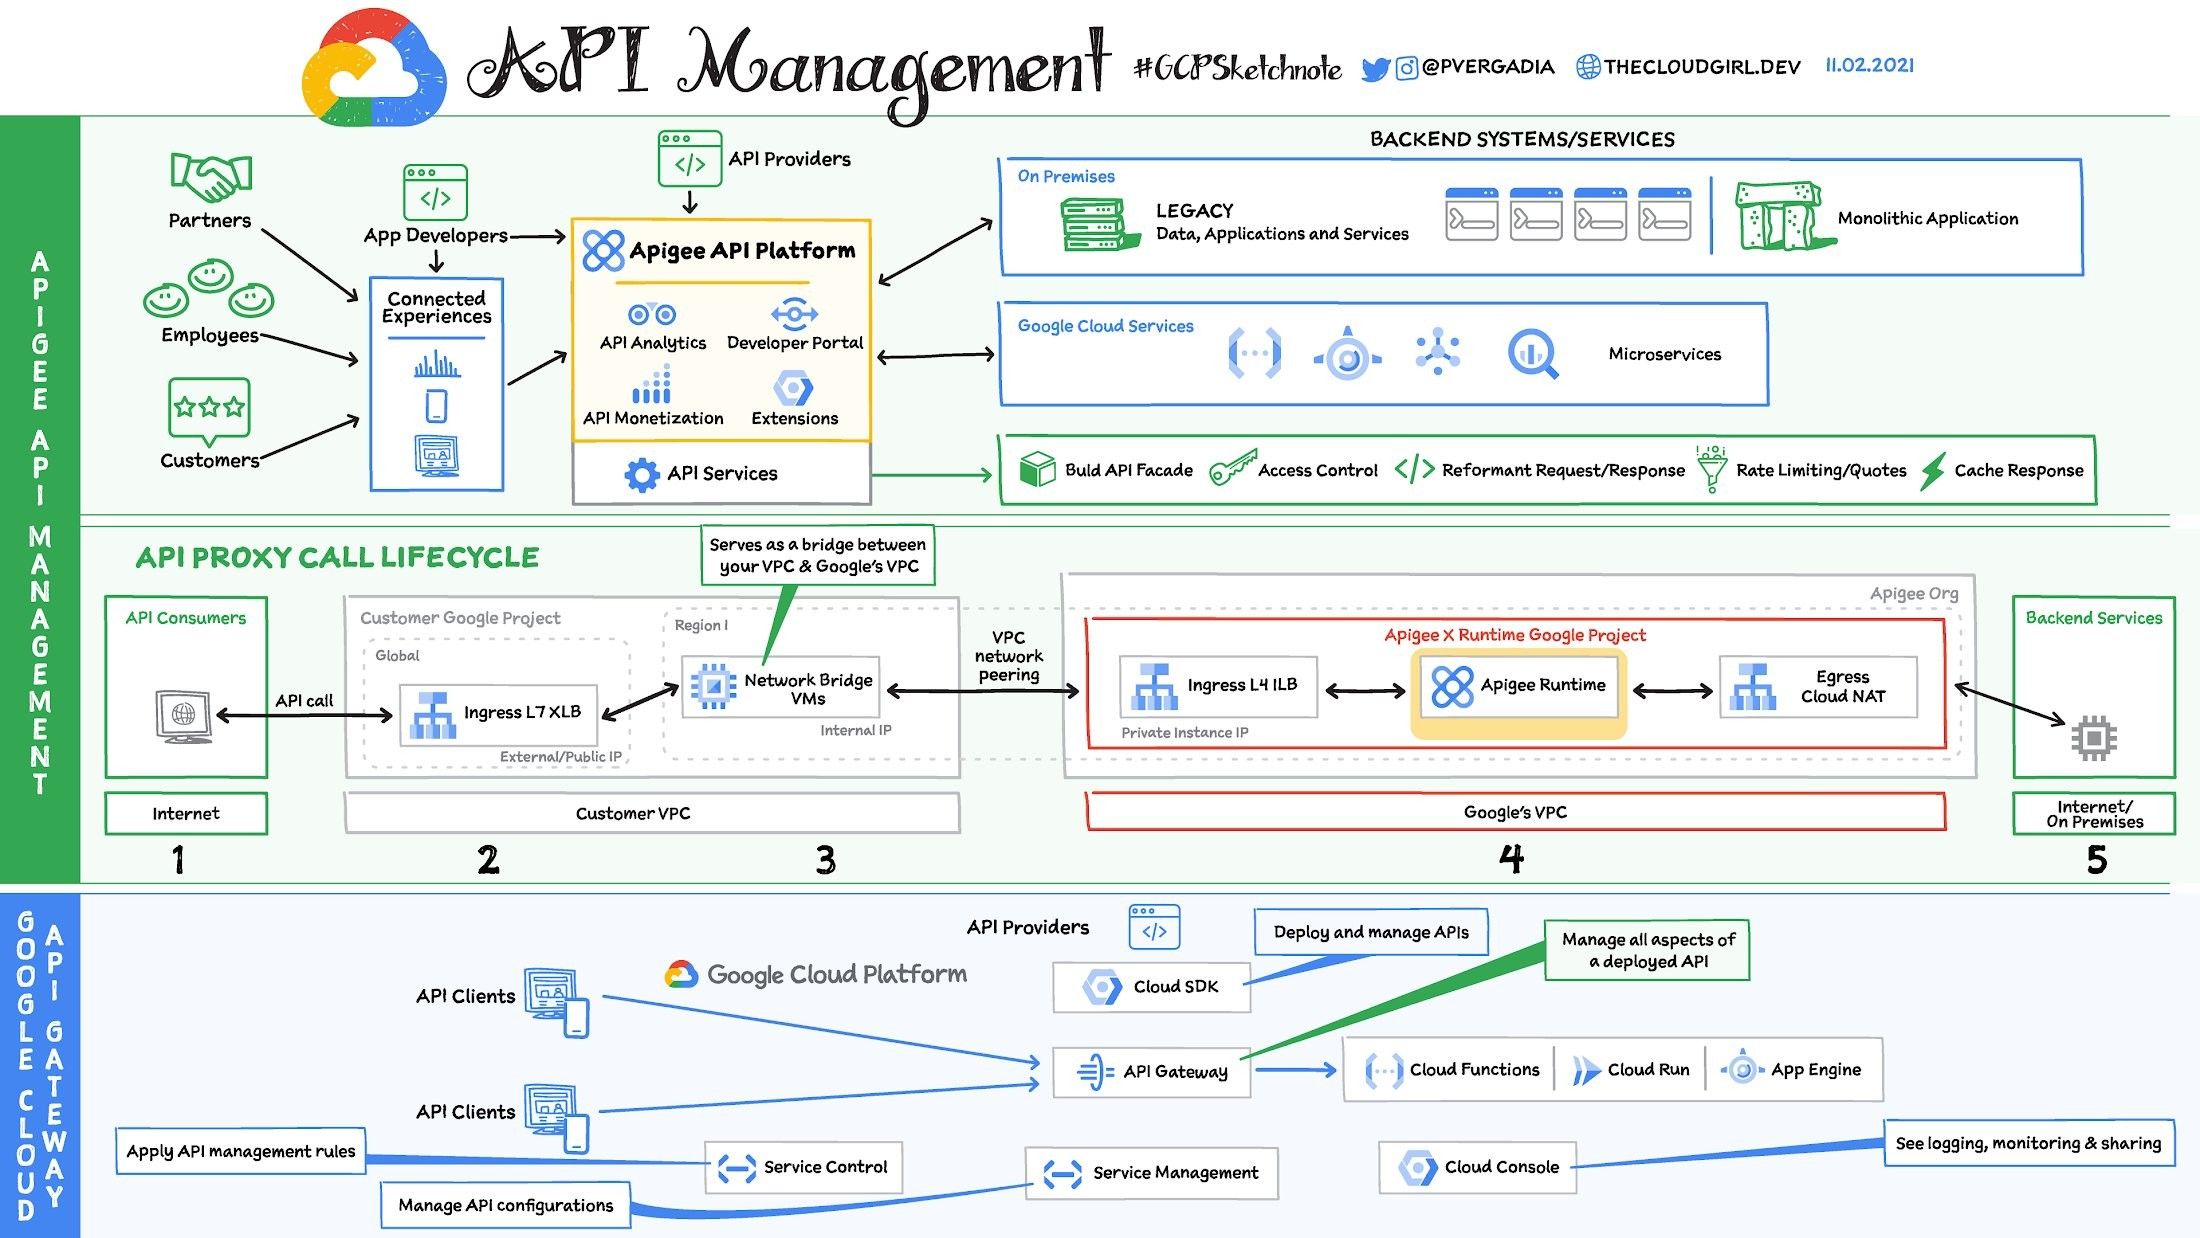 API Management
#GCPSketchnote
@PVERGADIA
THECLOUDGIRL.DEV
11.02.2021
APIGEE API MANAGEMENT
Partners
Employees
Customers
App Developers
Connected
Experiences
API Providers
Apigee API Platform
API Analytics
Developer Portal
API Monetization
Extensions
API Services
BACKEND SYSTEMS/SERVICES
On Premises
LEGACY
Data, Applications and Services
Monolithic Application
Google Cloud Services
Microservices
Buld API Facade
Access Control
Reformant Request/Response
Rate Limiting/Quotes
Cache Response
API PROXY CALL LIFECYCLE
Serves as a bridge between
your VPC & Google's VPC
API Consumers
API call
Customer Google Project
Global
Ingress L7 XLB
External/Public IP
Region I
Network Bridge
VMs
Internal IP
VPC
network
peering
Apigee Org
Apigee X Runtime Google Project
Ingress L4 ILB
Private Instance IP
Apigee Runtime
Egress
Cloud NAT
Backend Services
Internet
Customer VPC
Google's VPC
Internet/
On Premises
1
2
3
4
5
GOOGLE CLOUD
API GATEWAY
API Providers
Deploy and manage APIs
Manage all aspects of
a deployed API
Google Cloud Platform
API Clients
Cloud SDK
API Gateway
Cloud Functions
Cloud Run
App Engine
API Clients
Apply API management rules
Service Control
Service Management
Cloud Console
See logging, monitoring & sharing
Manage API configurations